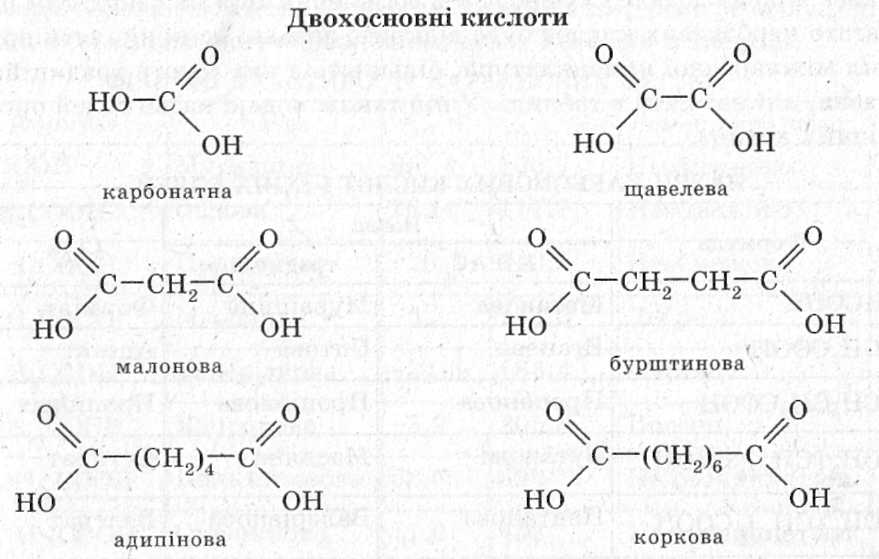 Двохосновні кислоти
O
HO—C
OH
карбонатна
O O
C—C
HO OH
щавелева
O O
C—CH₂—C
HO OH
малонова
O O
C—CH₂—CH₂—C
HO OH
бурштинова
O O
C—(CH₂)₄—C
HO OH
адипінова
O O
C—(CH₂)₆—C
HO OH
коркова